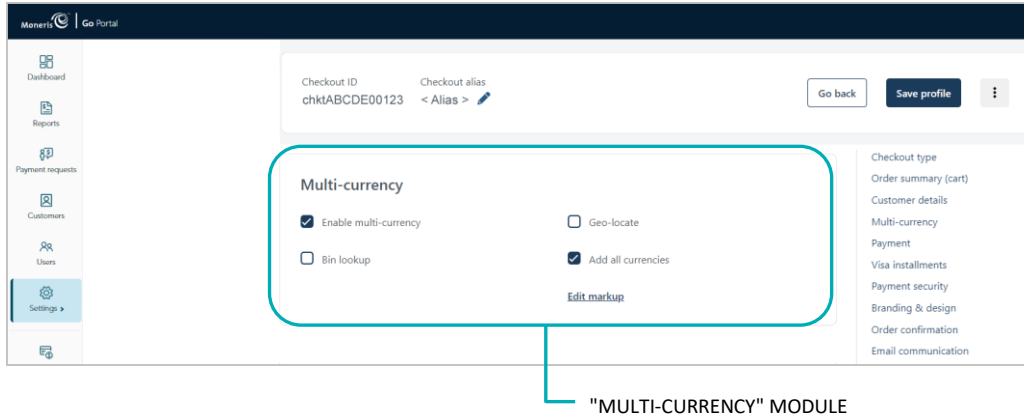 Moneris Go Portal
Dashboard
Reports
Payment requests
Customers
Users
Settings >
Checkout ID
chktABCDE00123
Checkout alias
< Alias >
Go back
Save profile
Multi-currency
Enable multi-currency
Geo-locate
Bin lookup
Add all currencies
Edit markup
Checkout type
Order summary (cart)
Customer details
Multi-currency
Payment
Visa installments
Payment security
Branding & design
Order confirmation
Email communication
"MULTI-CURRENCY" MODULE